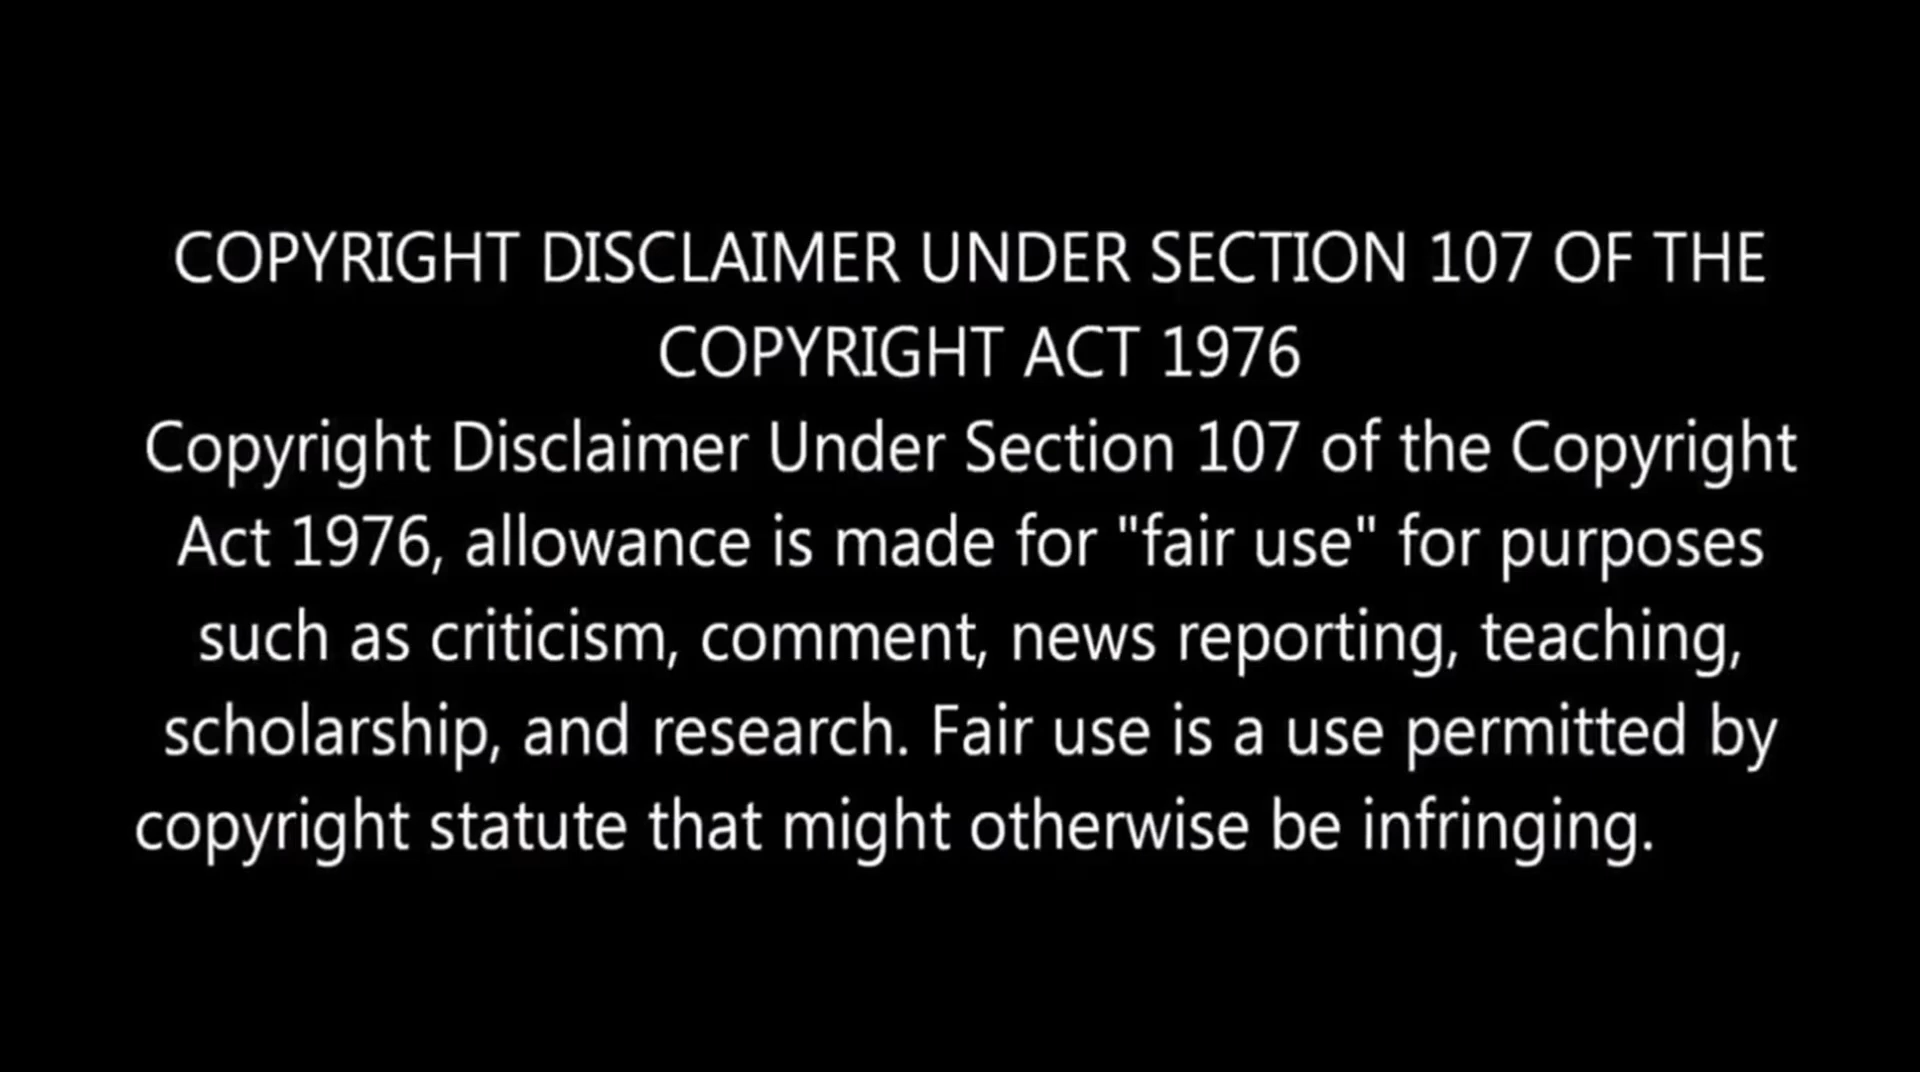 COPYRIGHT DISCLAIMER UNDER SECTION 107 OF THE
COPYRIGHT ACT 1976
Copyright Disclaimer Under Section 107 of the Copyright
Act 1976, allowance is made for "fair use" for purposes
such as criticism, comment, news reporting, teaching,
scholarship, and research. Fair use is a use permitted by
copyright statute that might otherwise be infringing.